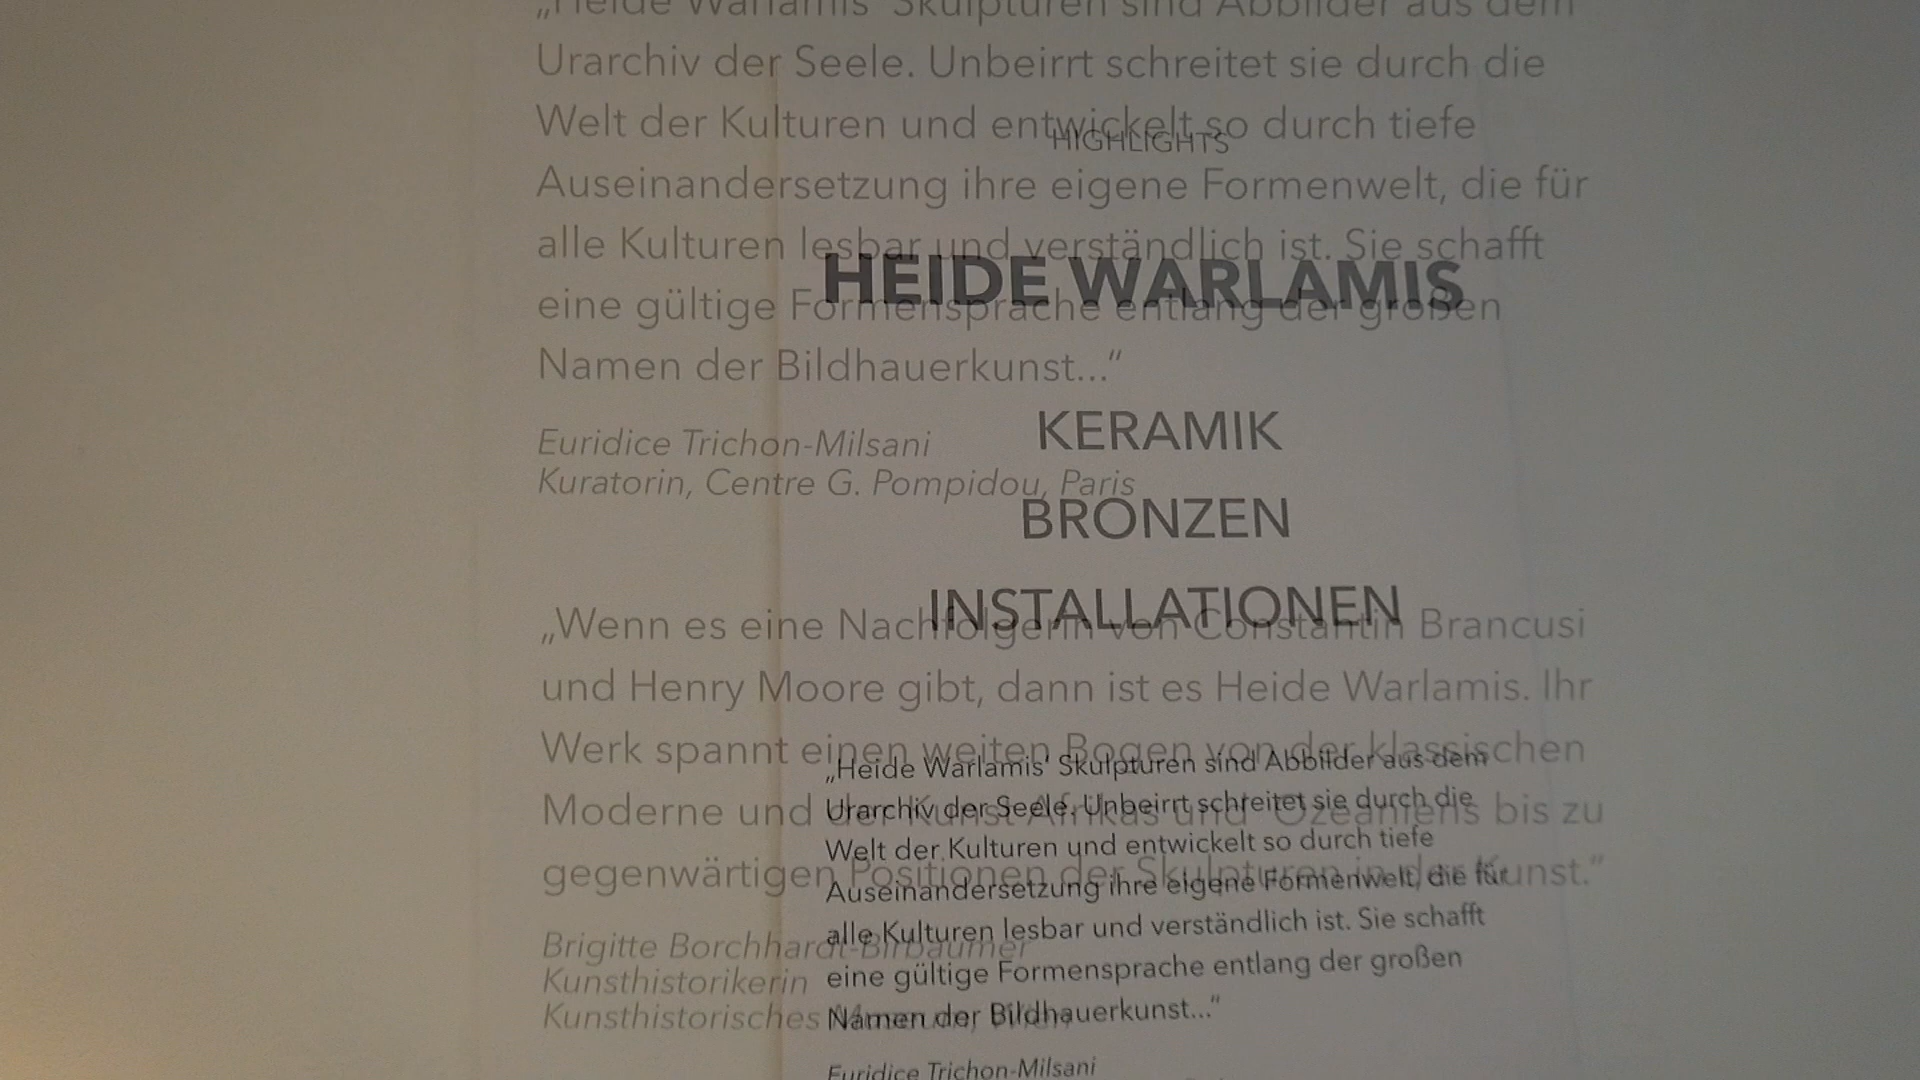 „Heide Warlamis' Skulpturen sind Abbilder aus dem
Urarchiv der Seele. Unbeirrt schreitet sie durch die
Welt der Kulturen und entwickelt so durch tiefe
Auseinandersetzung ihre eigene Formenwelt, die für
alle Kulturen lesbar und verständlich ist. Sie schafft
eine gültige Formensprache entlang der großen
Namen der Bildhauerkunst...“
Euridice Trichon-Milsani
Kuratorin, Centre G. Pompidou, Paris
„Wenn es eine Nachfolgerin von Constantin Brancusi
und Henry Moore gibt, dann ist es Heide Warlamis. Ihr
Werk spannt einen weiten Bogen von der klassischen
Moderne und der Kunst Afrikas und Ozeaniens bis zu
gegenwärtigen Positionen der Skulpturen in der Kunst.“
Brigitte Borchhardt-Birbaumer
Kunsthistorikerin
Kunsthistorisches
HIGHLIGHTS
HEIDE WARLAMIS
KERAMIK
BRONZEN
INSTALLATIONEN
„Heide Warlamis' Skulpturen sind Abbilder aus dem
Urarchiv der Seele. Unbeirrt schreitet sie durch die
Welt der Kulturen und entwickelt so durch tiefe
Auseinandersetzung ihre eigene Formenwelt, die für
alle Kulturen lesbar und verständlich ist. Sie schafft
eine gültige Formensprache entlang der großen
Namen der Bildhauerkunst...“
Euridice Trichon-Milsani